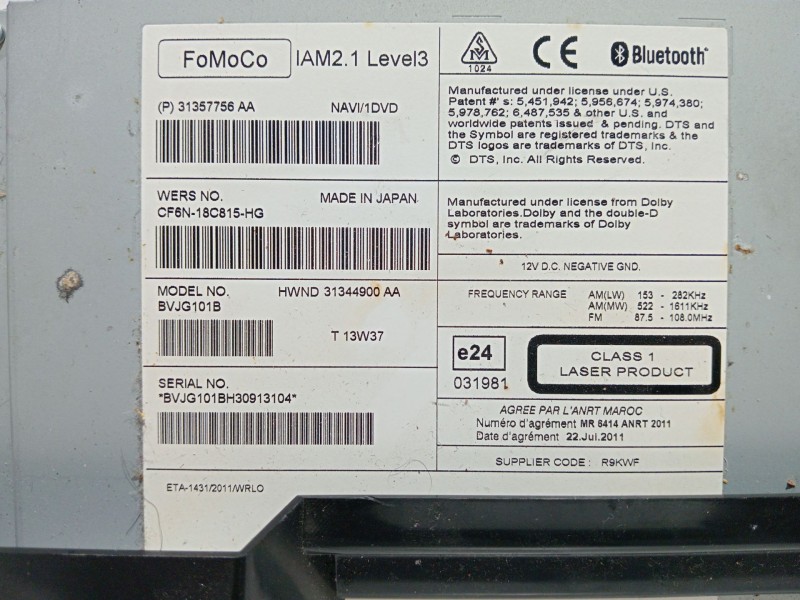 FoMoCo IAM2.1 Level3
(P) 31357756 AA NAVI/1DVD
WERS NO. MADE IN JAPAN
CF6N-18C815-HG
MODEL NO. HWND 31344900 AA
BVJG101B
T 13W37
SERIAL NO.
*BVJG101BH30913104*
ETA-1431/2011/WRLO
1024
CE
Bluetooth
Manufactured under license under U.S.
Patent #' s: 5,451,942; 5,956,674; 5,974,380;
5,978,762; 6,487,535 & other U.S. and
worldwide patents issued & pending. DTS and
the Symbol are registered trademarks & the
DTS logos are trademarks of DTS, Inc.
© DTS, Inc. All Rights Reserved.
Manufactured under license from Dolby
Laboratories.Dolby and the double-D
symbol are trademarks of Dolby
Laboratories.
12V D.C. NEGATIVE GND.
FREQUENCY RANGE AM(LW) 153 - 282KHz
AM(MW) 522 - 1611KHz
FM 87.5 - 108.0MHz
e24
031981
CLASS 1
LASER PRODUCT
AGREE PAR L'ANRT MAROC
Numéro d'agrément MR 6414 ANRT 2011
Date d'agrément 22.Jul.2011
SUPPLIER CODE : R9KWF